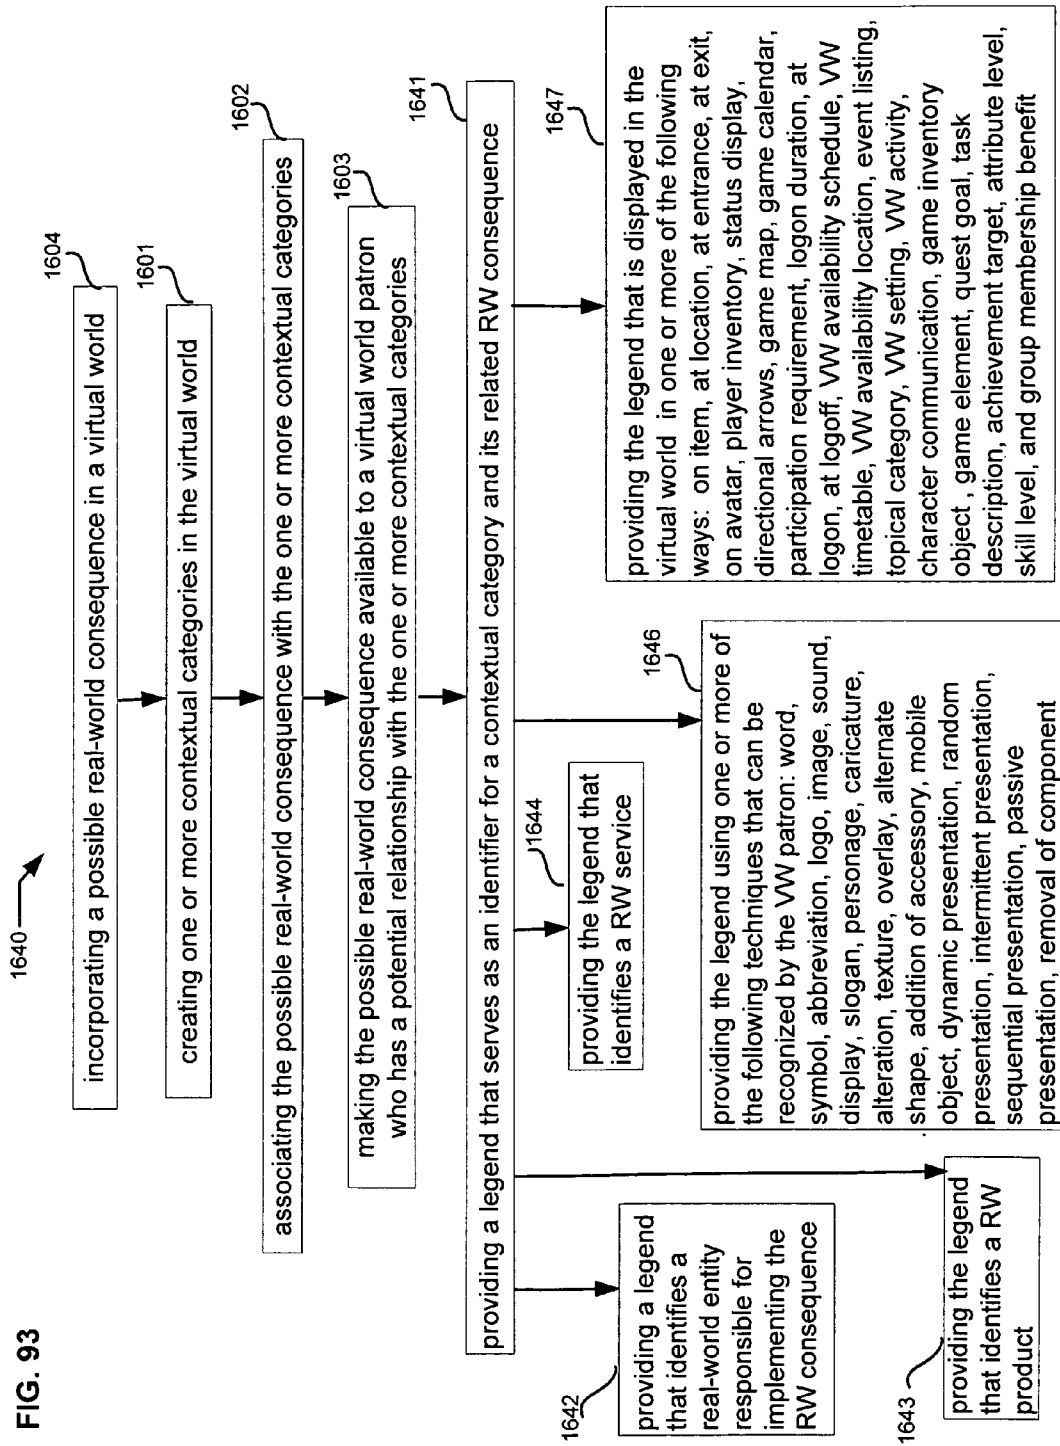 FIG. 93
1640
1604
incorporating a possible real-world consequence in a virtual world
1601
creating one or more contextual categories in the virtual world
1602
associating the possible real-world consequence with the one or more contextual categories
1603
making the possible real-world consequence available to a virtual world patron
who has a potential relationship with the one or more contextual categories
1641
providing a legend that serves as an identifier for a contextual category and its related RW consequence
1642
providing a legend
that identifies a
real-world entity
responsible for
implementing the
RW consequence
1643
providing the legend
that identifies a RW
product
1644
providing the legend that
identifies a RW service
1646
providing the legend using one or more of
the following techniques that can be
recognized by the VW patron: word,
symbol, abbreviation, logo, image, sound,
display, slogan, personage, caricature,
alteration, texture, overlay, alternate
shape, addition of accessory, mobile
object, dynamic presentation, random
presentation, intermittent presentation,
sequential presentation, passive
presentation, removal of component
1647
providing the legend that is displayed in the
virtual world in one or more of the following
ways: on item, at location, at entrance, at exit,
on avatar, player inventory, status display,
directional arrows, game map, game calendar,
participation requirement, logon duration, at
logon, at logoff, VW availability schedule, VW
timetable, VW availability location, event listing,
topical category, VW setting, VW activity,
character communication, game inventory
object , game element, quest goal, task
description, achievement target, attribute level,
skill level, and group membership benefit